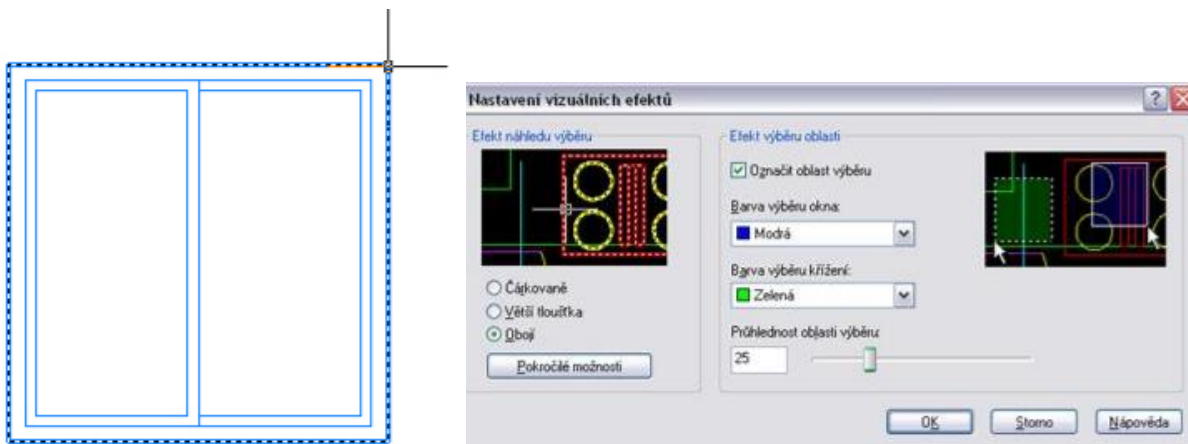 Nastavení vizuálních efektů
Efekt náhledu výběru
Čárkovaně
Větší tloušťka
Obojí
Pokročilé možnosti
Efekt výběru oblasti
Označit oblast výběru
Barva výběru okna:
Modrá
Barva výběru křížení:
Zelená
Průhlednost oblasti výběru:
25
OK
Storno
Nápověda